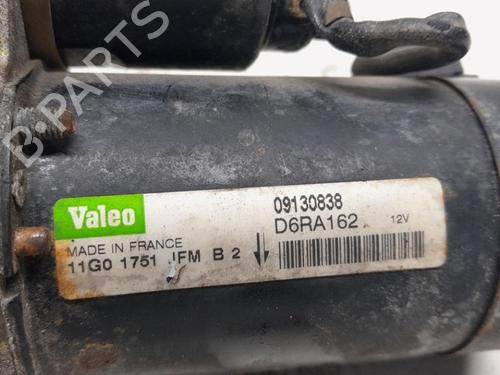 B-PARTS
Valeo
09130838
D6RA162 12V
MADE IN FRANCE
11G0 1751 IFM B 2